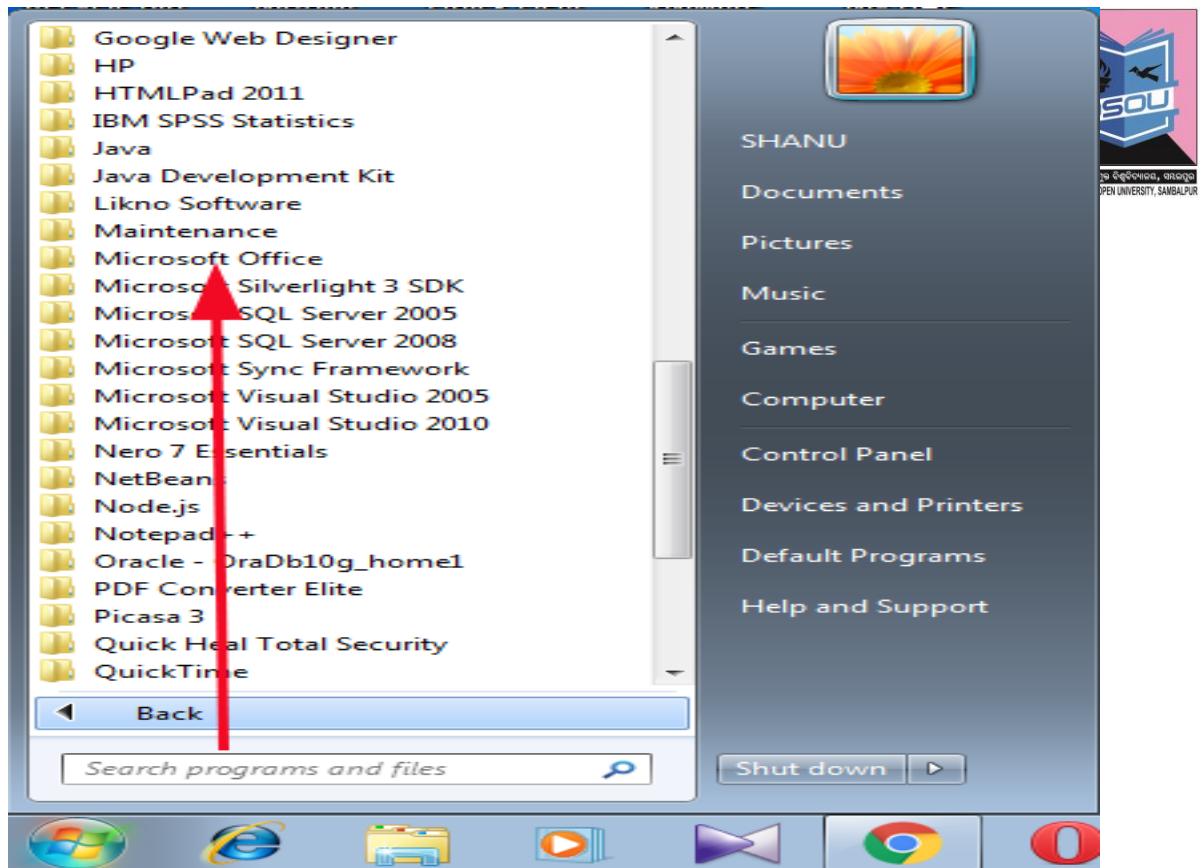 Google Web Designer
HP
HTMLPad 2011
IBM SPSS Statistics
Java
Java Development Kit
Likno Software
Maintenance
Microsoft Office
Microsoft Silverlight 3 SDK
Microsoft SQL Server 2005
Microsoft SQL Server 2008
Microsoft Sync Framework
Microsoft Visual Studio 2005
Microsoft Visual Studio 2010
Nero 7 Essentials
NetBeans
Node.js
Notepad++
Oracle - OraDb10g_home1
PDF Converter Elite
Picasa 3
Quick Heal Total Security
QuickTime
Back
Search programs and files
SHANU
Documents
Pictures
Music
Games
Computer
Control Panel
Devices and Printers
Default Programs
Help and Support
Shut down
SOU
ବିଶ୍ୱବିଦ୍ୟାଳୟ, ସମ୍ବଲପୁର
OPEN UNIVERSITY, SAMBALPUR